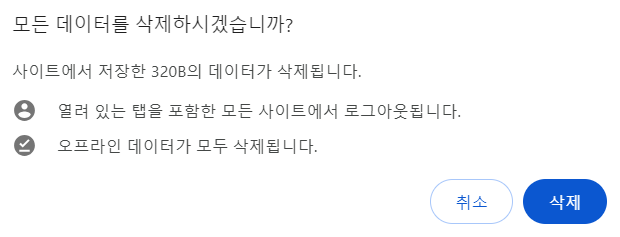 모든 데이터를 삭제하시겠습니까?
사이트에서 저장한 320B의 데이터가 삭제됩니다.
열려 있는 탭을 포함한 모든 사이트에서 로그아웃됩니다.
오프라인 데이터가 모두 삭제됩니다.
취소 삭제